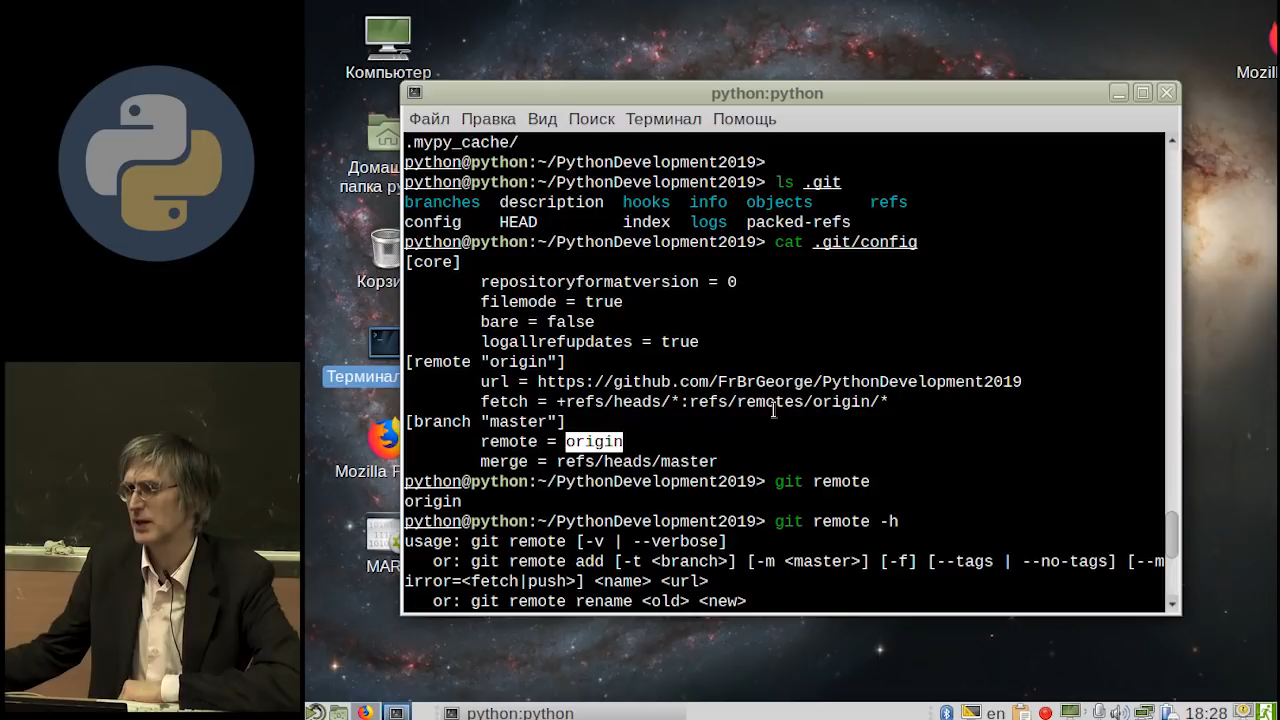 Компьютер
Mozil
python:python
Файл Правка Вид Поиск Терминал Помощь
.mypy_cache/
python@python:~/PythonDevelopment2019>
python@python:~/PythonDevelopment2019> ls .git
branches description hooks info objects refs
config HEAD index logs packed-refs
python@python:~/PythonDevelopment2019> cat .git/config
[core]
repositoryformatversion = 0
filemode = true
bare = false
logallrefupdates = true
[remote "origin"]
url = https://github.com/FrBrGeorge/PythonDevelopment2019
fetch = +refs/heads/*:refs/remotes/origin/*
[branch "master"]
remote = origin
merge = refs/heads/master
python@python:~/PythonDevelopment2019> git remote
origin
python@python:~/PythonDevelopment2019> git remote -h
usage: git remote [-v | --verbose]
or: git remote add [-t <branch>] [-m <master>] [-f] [--tags | --no-tags] [--m
irror=<fetch|push>] <name> <url>
or: git remote rename <old> <new>
Домаш
папка py
Корзи
Терминал
Mozilla F
MAR
python:python
en
18:28